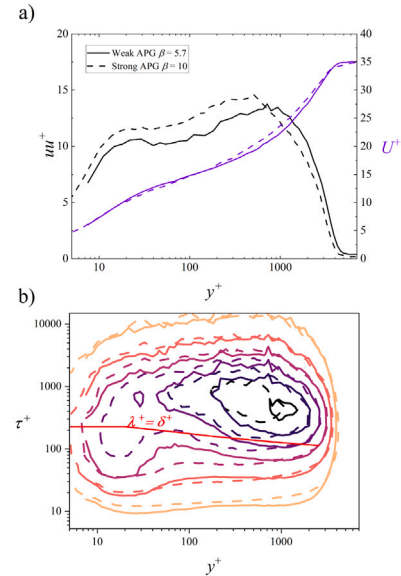 a)
20
15
10
5
0
uu⁺
Weak APG β = 5.7
Strong APG β = 10
40
35
30
25
20
15
10
5
0
U⁺
10
100
1000
y⁺
b)
10000
1000
100
10
τ⁺
λ⁺= δ⁺
10
100
1000
y⁺